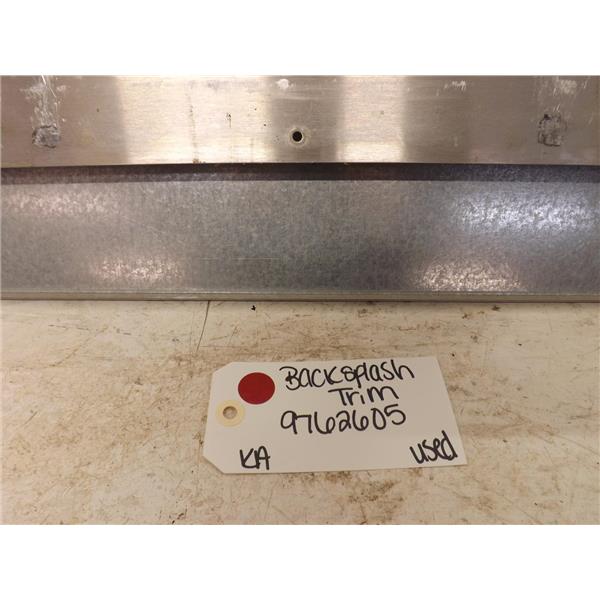 Backsplash
Trim
9762605
KA
used